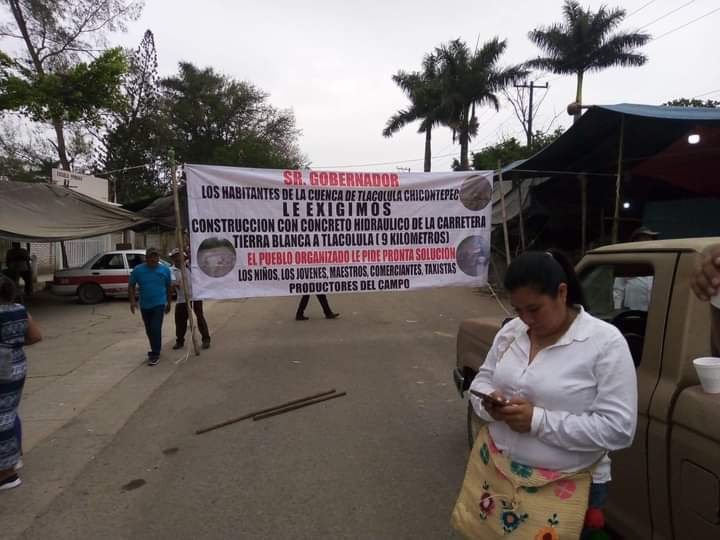 SR. GOBERNADOR
LOS HABITANTES DE LA CUENCA DE TLACOLULA CHICONTEPEC
LE EXIGIMOS
CONSTRUCCION CON CONCRETO HIDRAULICO DE LA CARRETERA
TIERRA BLANCA A TLACOLULA ( 9 KILOMETROS)
EL PUEBLO ORGANIZADO LE PIDE PRONTA SOLUCION
LOS NIÑOS, LOS JOVENES, MAESTROS, COMERCIANTES, TAXISTAS
PRODUCTORES DEL CAMPO